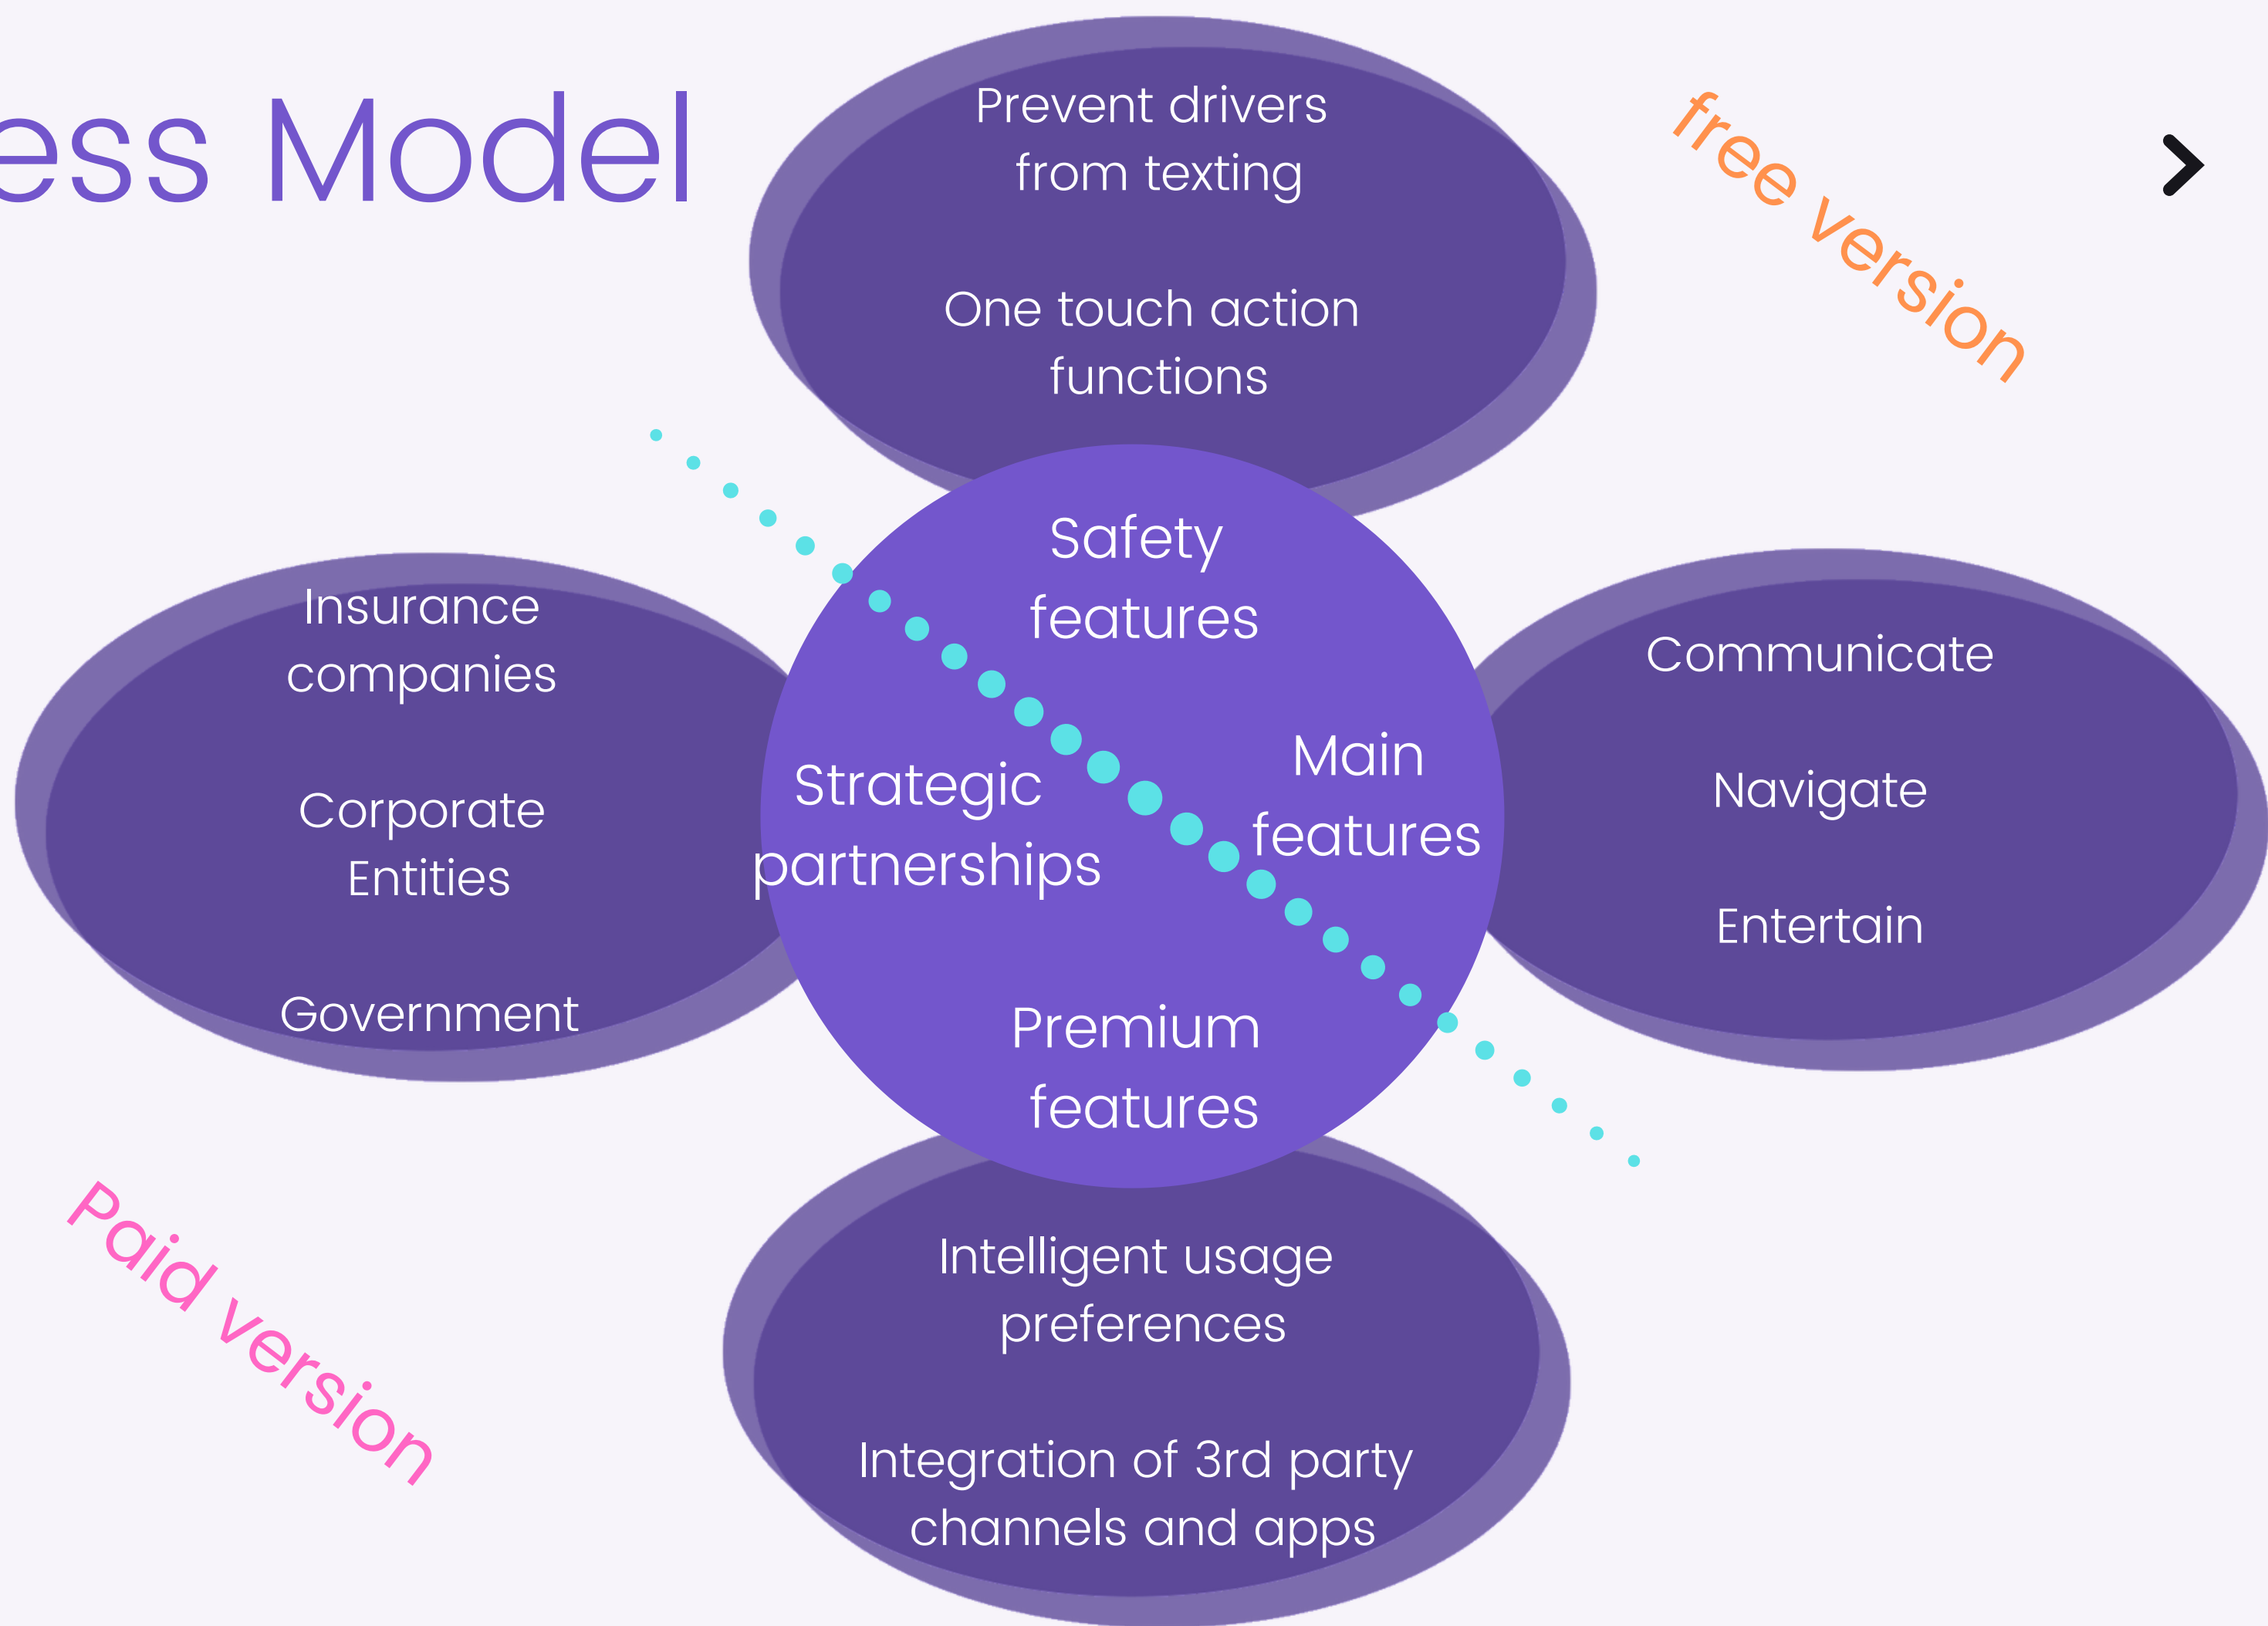 ess Model
Prevent drivers
from texting
One touch action
functions
free version
Safety
features
Insurance
companies
Corporate
Entities
Government
Strategic
partnerships
Main
features
Communicate
Navigate
Entertain
Premium
features
Paid version
Intelligent usage
preferences
Integration of 3rd party
channels and apps